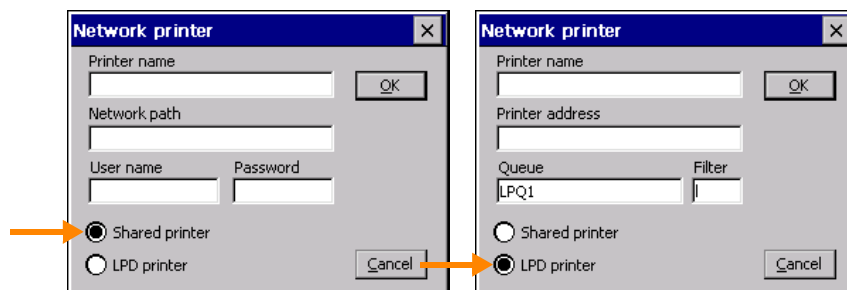 Network printer
Printer name
OK
Network path
User name Password
Shared printer
LPD printer
Cancel
Network printer
Printer name
OK
Printer address
Queue Filter
LPQ1 l
Shared printer
LPD printer
Cancel